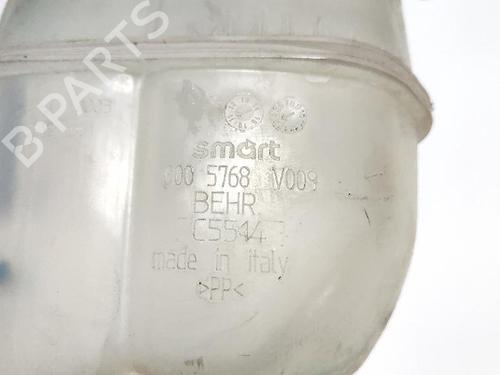 B-PARTS
smart
000 5768 V009
BEHR
C5544
made in italy
>PP<